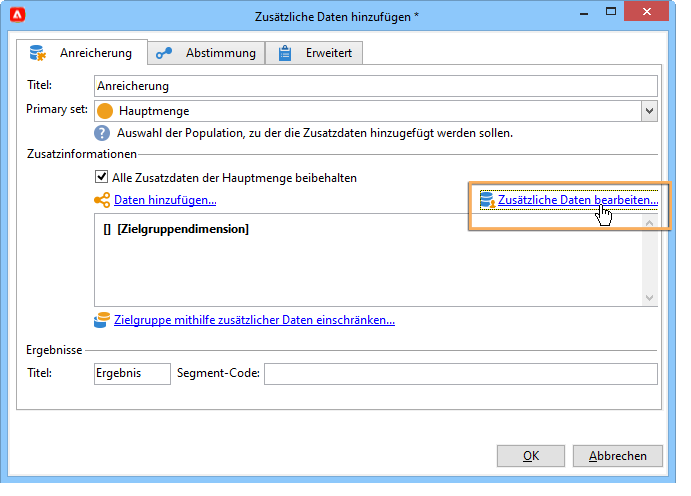 Zusätzliche Daten hinzufügen *
Anreicherung
Abstimmung
Erweitert
Titel: Anreicherung
Primary set: Hauptmenge
? Auswahl der Population, zu der die Zusatzdaten hinzugefügt werden sollen.
Zusatzinformationen
Alle Zusatzdaten der Hauptmenge beibehalten
Daten hinzufügen... Zusätzliche Daten bearbeiten...
[] [Zielgruppendimension]
Zielgruppe mithilfe zusätzlicher Daten einschränken...
Ergebnisse
Titel: Ergebnis Segment-Code:
OK Abbrechen